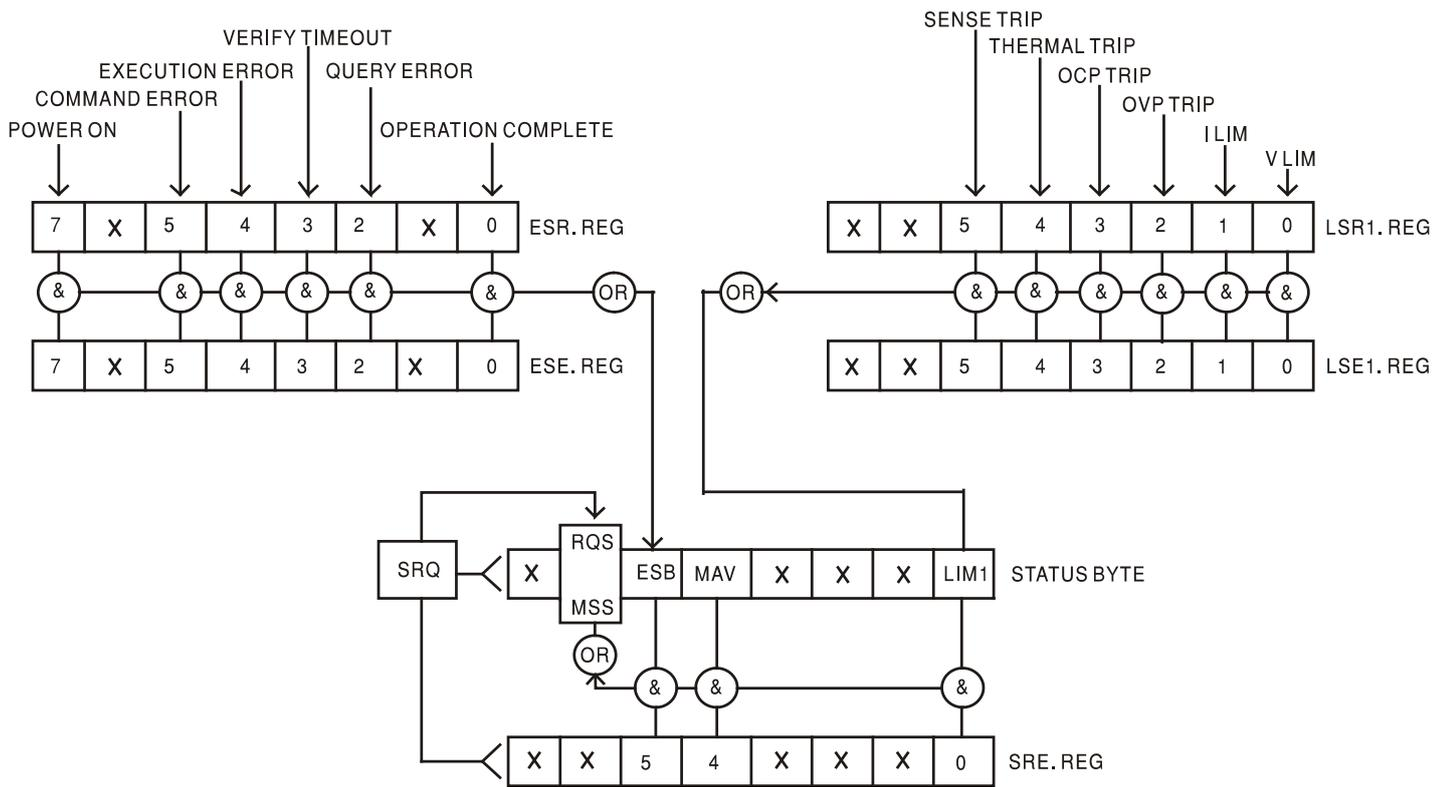 SENSE TRIP
VERIFY TIMEOUT
THERMAL TRIP
EXECUTION ERROR QUERY ERROR
OCP TRIP
COMMAND ERROR
OVP TRIP
POWER ON
OPERATION COMPLETE
I LIM
V LIM
7 X 5 4 3 2 X 0 ESR. REG
X X 5 4 3 2 1 0 LSR1. REG
& & & & & & OR
OR & & & & & &
7 X 5 4 3 2 X 0 ESE. REG
X X 5 4 3 2 1 0 LSE1. REG
RQS
SRQ X ESB MAV X X X LIM1 STATUS BYTE
MSS
OR
& & &
X X 5 4 X X X 0 SRE. REG